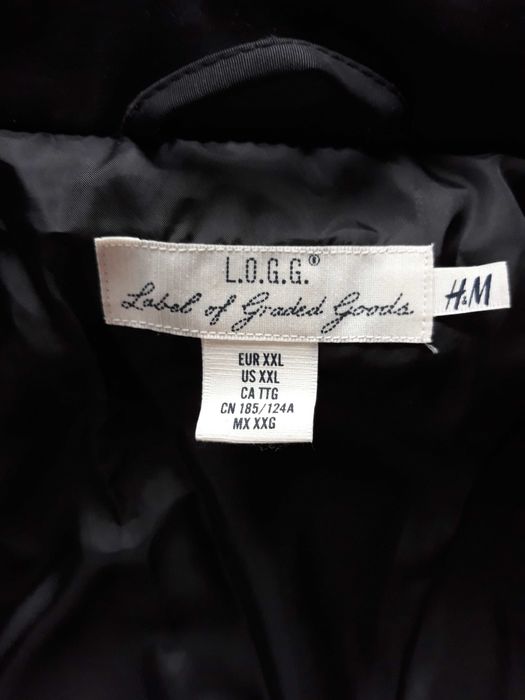 L.O.G.G.®
Label of Graded Goods
H&M
EUR XXL
US XXL
CA TTG
CN 185/124A
MX XXG